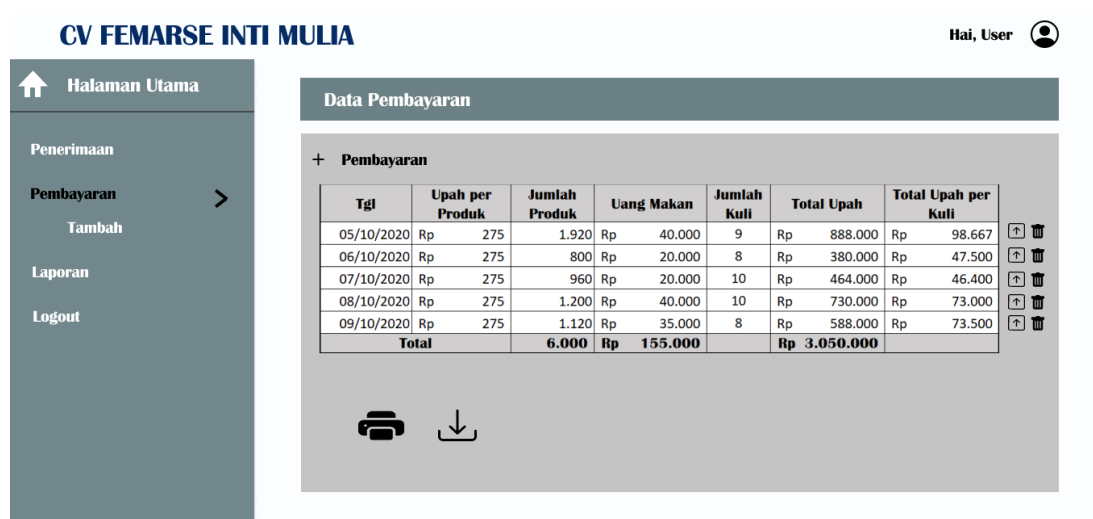 CV FEMARSE INTI MULIA
Hai, User
Halaman Utama
Penerimaan
Pembayaran
Tambah
Laporan
Logout
Data Pembayaran
+ Pembayaran
Tgl Upah per Produk Jumlah Produk Uang Makan Jumlah Kuli Total Upah Total Upah per Kuli
05/10/2020 Rp 275 1.920 Rp 40.000 9 Rp 888.000 Rp 98.667
06/10/2020 Rp 275 800 Rp 20.000 8 Rp 380.000 Rp 47.500
07/10/2020 Rp 275 960 Rp 20.000 10 Rp 464.000 Rp 46.400
08/10/2020 Rp 275 1.200 Rp 40.000 10 Rp 730.000 Rp 73.000
09/10/2020 Rp 275 1.120 Rp 35.000 8 Rp 588.000 Rp 73.500
Total 6.000 Rp 155.000 Rp 3.050.000